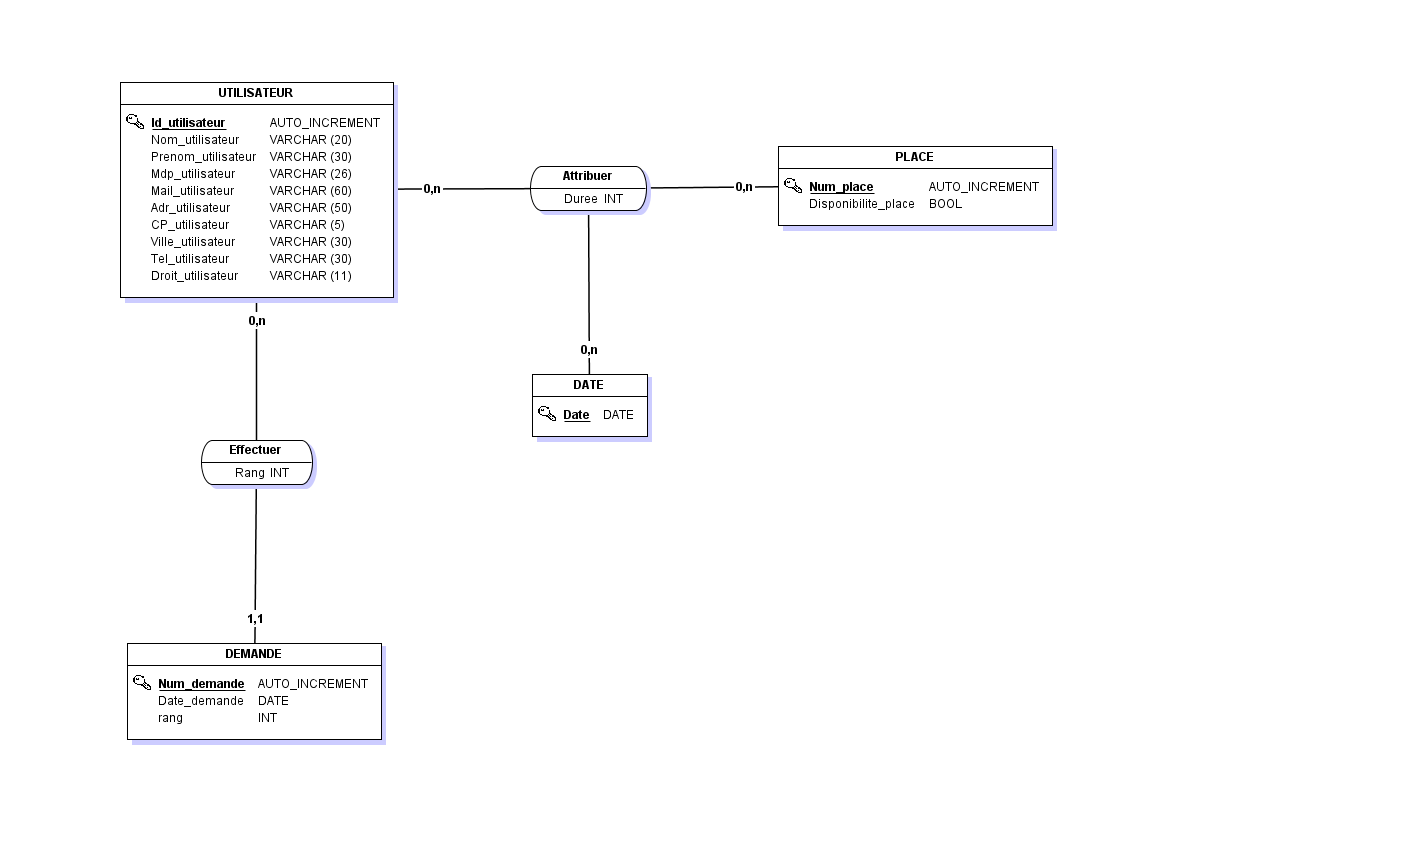 UTILISATEUR
Id_utilisateur AUTO_INCREMENT
Nom_utilisateur VARCHAR (20)
Prenom_utilisateur VARCHAR (30)
Mdp_utilisateur VARCHAR (26)
Mail_utilisateur VARCHAR (60)
Adr_utilisateur VARCHAR (50)
CP_utilisateur VARCHAR (5)
Ville_utilisateur VARCHAR (30)
Tel_utilisateur VARCHAR (30)
Droit_utilisateur VARCHAR (11)
0,n
Attribuer
Duree INT
0,n
PLACE
Num_place AUTO_INCREMENT
Disponibilite_place BOOL
0,n
DATE
Date DATE
0,n
Effectuer
Rang INT
1,1
DEMANDE
Num_demande AUTO_INCREMENT
Date_demande DATE
rang INT